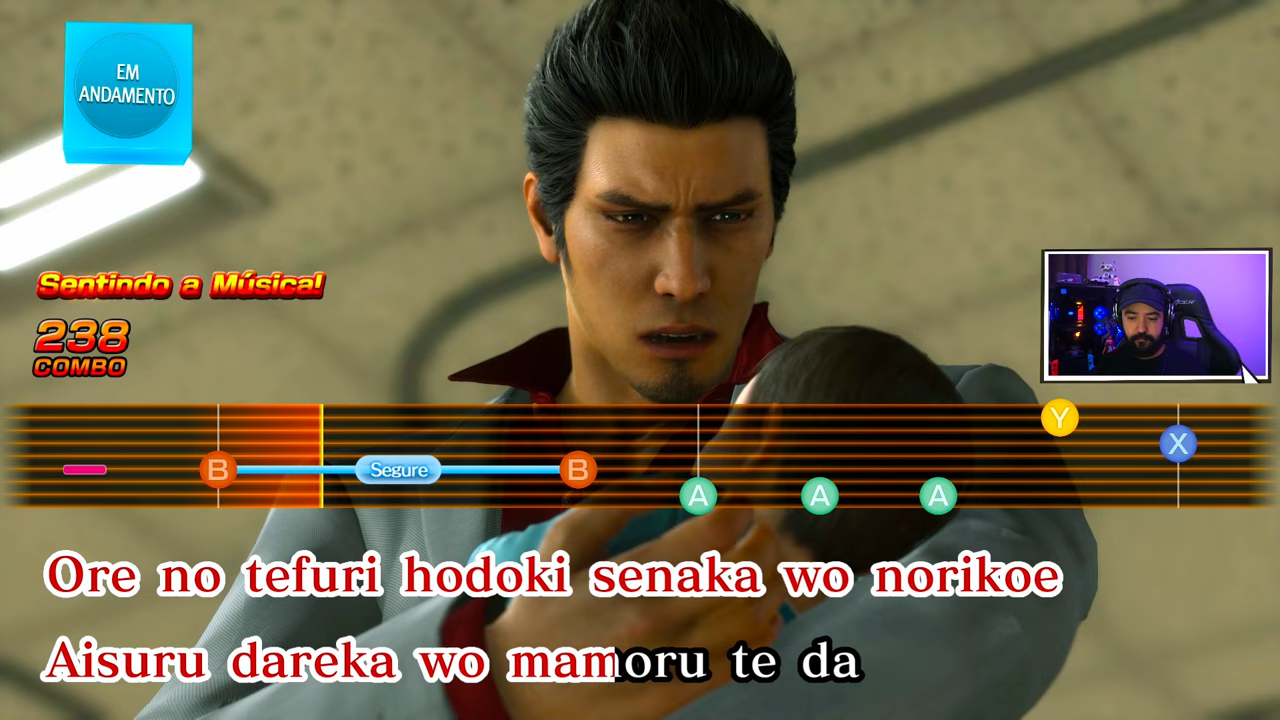 EM
ANDAMENTO
Sentindo a Música!
238
COMBO
B Segure B A A A Y X
Ore no tefuri hodoki senaka wo norikoe
Aisuru dareka wo mamoru te da